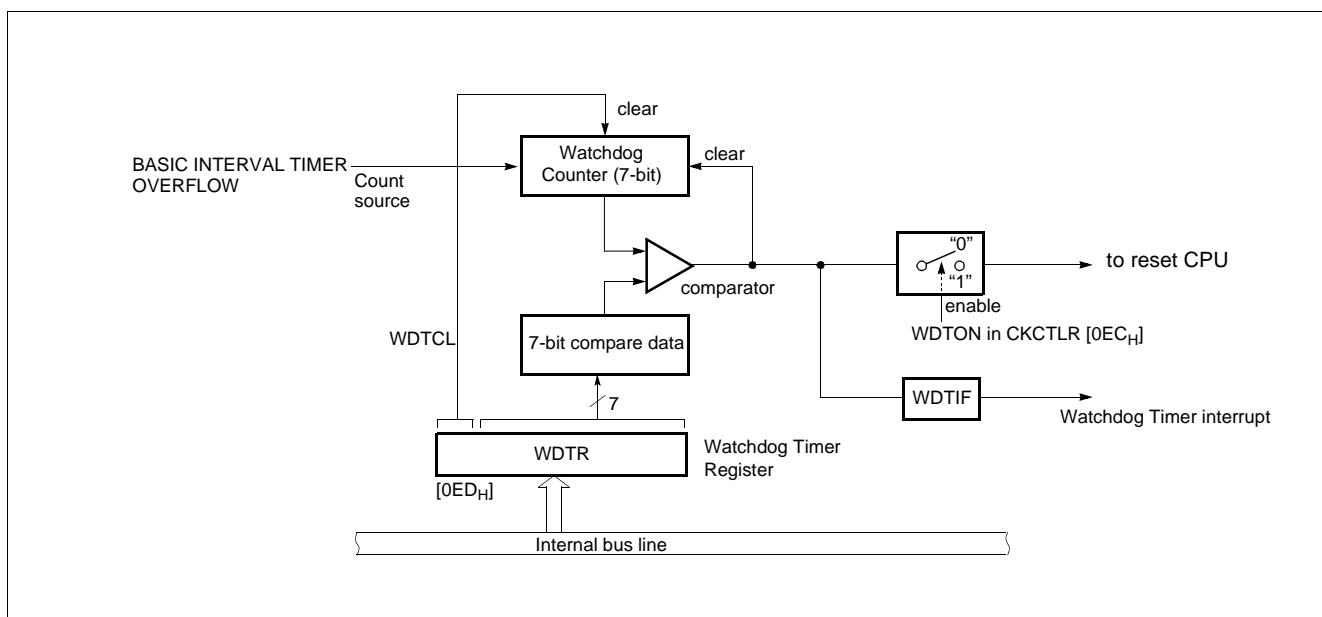 clear
BASIC INTERVAL TIMER
OVERFLOW
Count
source
Watchdog
Counter (7-bit)
clear
comparator
“0”
“1”
to reset CPU
enable
WDTON in CKCTLR [0ECH]
WDTCL
7-bit compare data
7
WDTIF
Watchdog Timer interrupt
WDTR
Watchdog Timer
Register
[0EDH]
Internal bus line